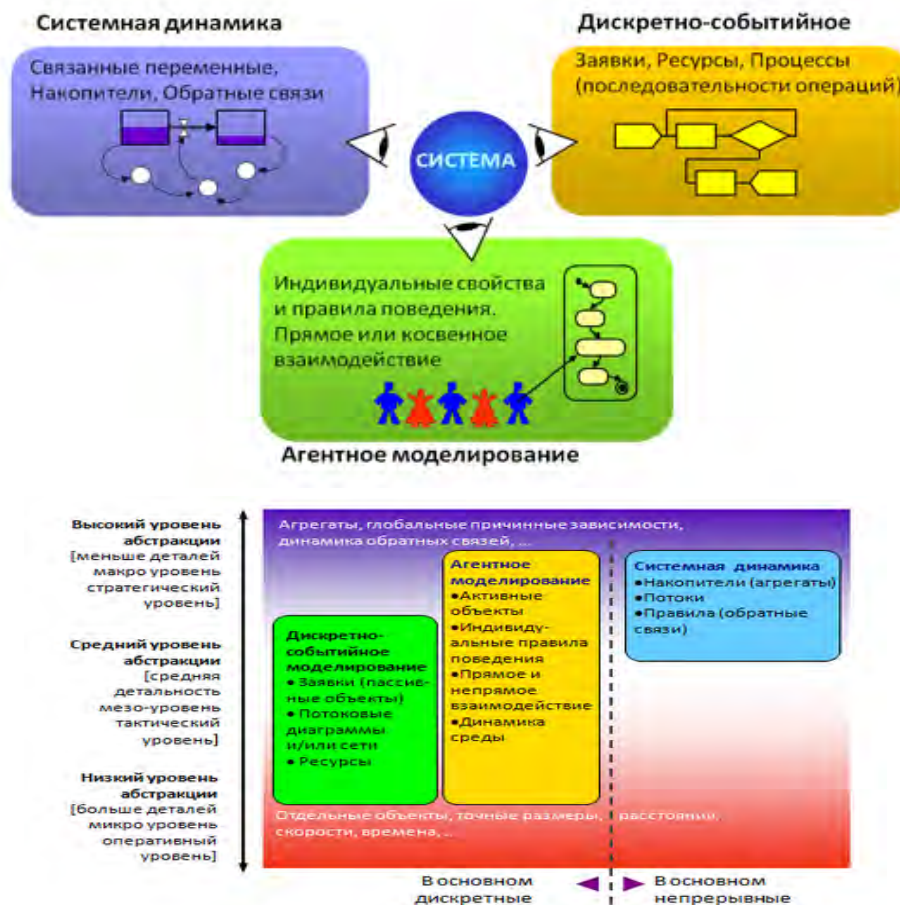 Системная динамика
Дискретно-событийное
Связанные переменные,
Накопители, Обратные связи
Заявки, Ресурсы, Процессы
(последовательности операций)
СИСТЕМА
Индивидуальные свойства
и правила поведения.
Прямое или косвенное
взаимодействие
Агентное моделирование
Высокий уровень
абстракции
[меньше деталей
макро уровень
стратегический
уровень]
Средний уровень
абстракции
[средняя
детальность
мезо-уровень
тактический
уровень]
Низкий уровень
абстракции
[больше деталей
микро уровень
оперативный
уровень]
Агрегаты, глобальные причинные зависимости,
динамика обратных связей, ...
Дискретно-
событийное
моделирование
• Заявки (пассив-
ные объекты)
• Потоковые
диаграммы
и/или сети
• Ресурсы
Агентное
моделирование
•Активные
объекты
•Индивиду-
альные правила
поведения
•Прямое и
непрямое
взаимодействие
•Динамика
среды
Системная динамика
•Накопители (агрегаты)
•Потоки
•Правила (обратные
связи)
Отдельные объекты, точные размеры, расстояния,
скорости, времена, ...
В основном
дискретные
В основном
непрерывные